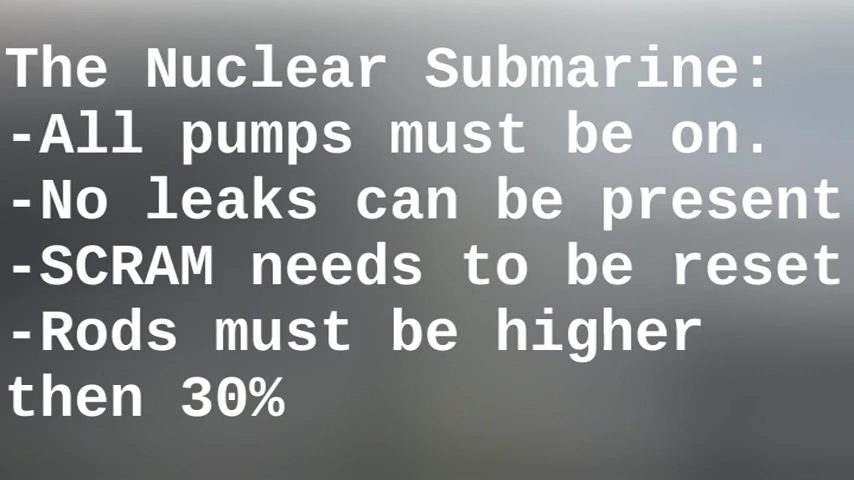 The Nuclear Submarine:
-All pumps must be on.
-No leaks can be present
-SCRAM needs to be reset
-Rods must be higher
then 30%